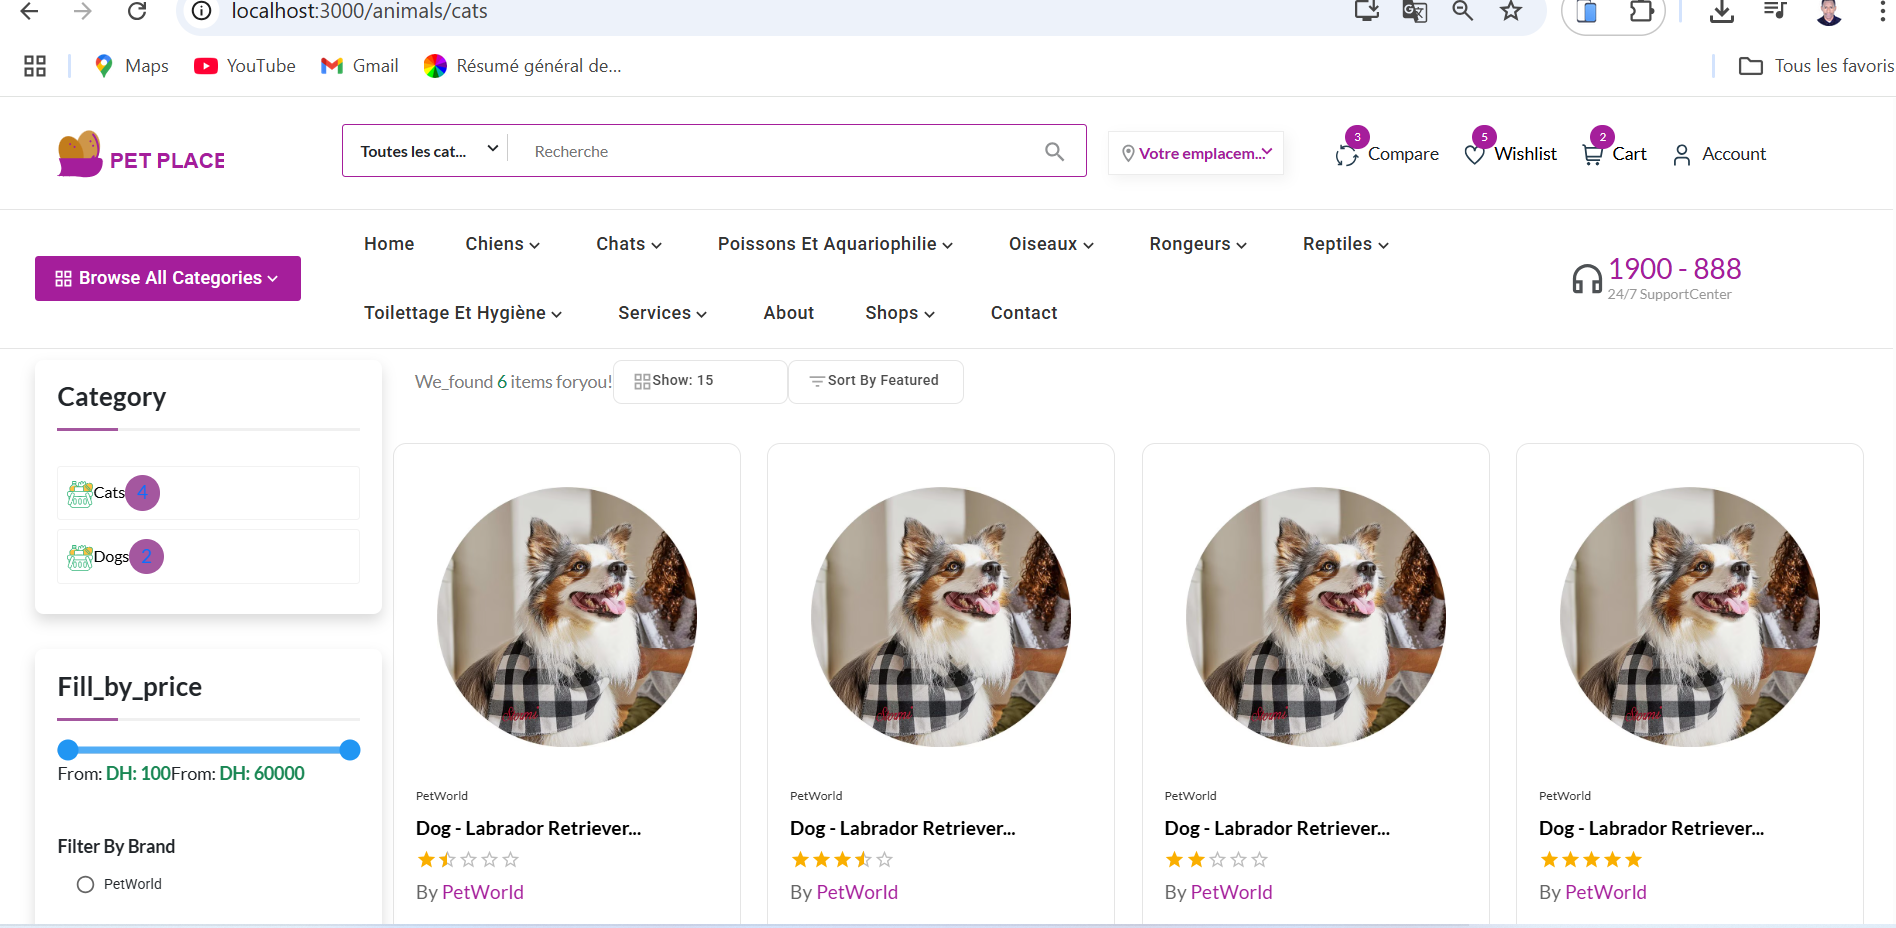 localhost:3000/animals/cats
Maps YouTube Gmail Résumé général de... Tous les favoris
PET PLACE
Toutes les cat... Recherche
Votre emplacem...
3 Compare 5 Wishlist 2 Cart Account
Browse All Categories
Home Chiens Chats Poissons Et Aquariophilie Oiseaux Rongeurs Reptiles
Toilettage Et Hygiène Services About Shops Contact
1900 - 888
24/7 SupportCenter
Category
Cats 4
Dogs 2
Fill_by_price
From: DH: 100From: DH: 60000
Filter By Brand
PetWorld
We_found 6 items foryou!
Show: 15
Sort By Featured
PetWorld
Dog - Labrador Retriever...
By PetWorld
PetWorld
Dog - Labrador Retriever...
By PetWorld
PetWorld
Dog - Labrador Retriever...
By PetWorld
PetWorld
Dog - Labrador Retriever...
By PetWorld